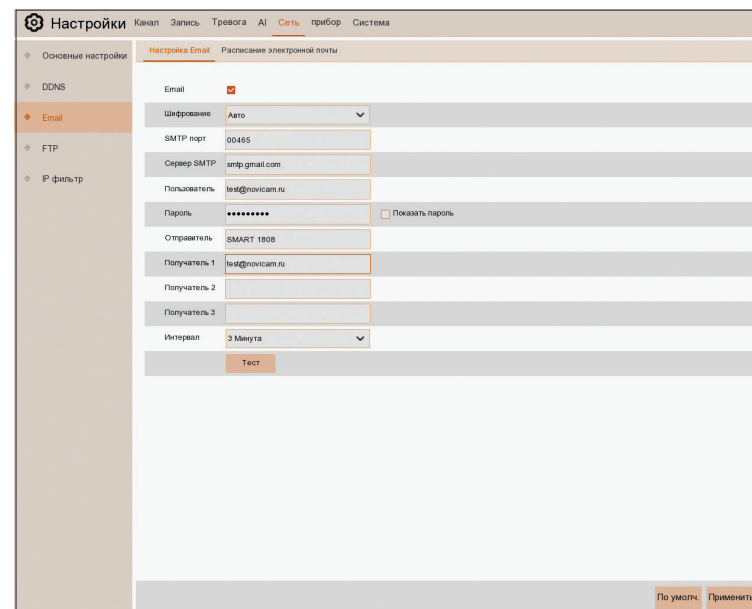 Настройки Канал Запись Тревога AI Сеть прибор Система
Основные настройки
DDNS
Email
FTP
IP фильтр
Настройка Email Расписание электронной почты
Email
Шифрование Авто
SMTP порт 00465
Сервер SMTP smtp.gmail.com
Пользователь test@novicam.ru
Пароль ••••••••• Показать пароль
Отправитель SMART 1808
Получатель 1 test@novicam.ru
Получатель 2
Получатель 3
Интервал 3 Минута
Тест
По умолч. Применить